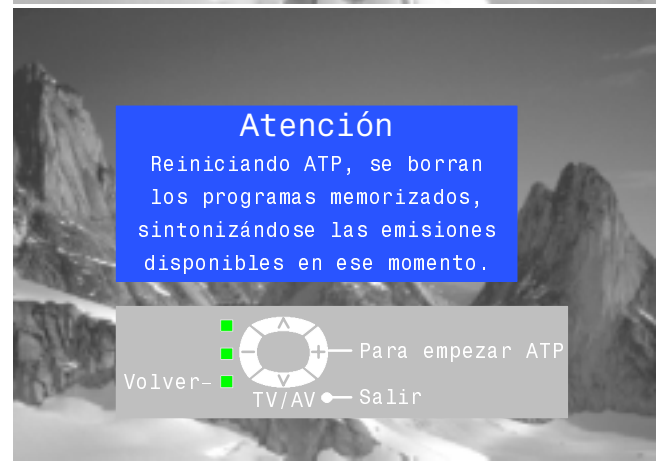 Atención
Reiniciando ATP, se borran
los programas memorizados,
sintonizándose las emisiones
disponibles en ese momento.
Para empezar ATP
Volver
TV/AV Salir